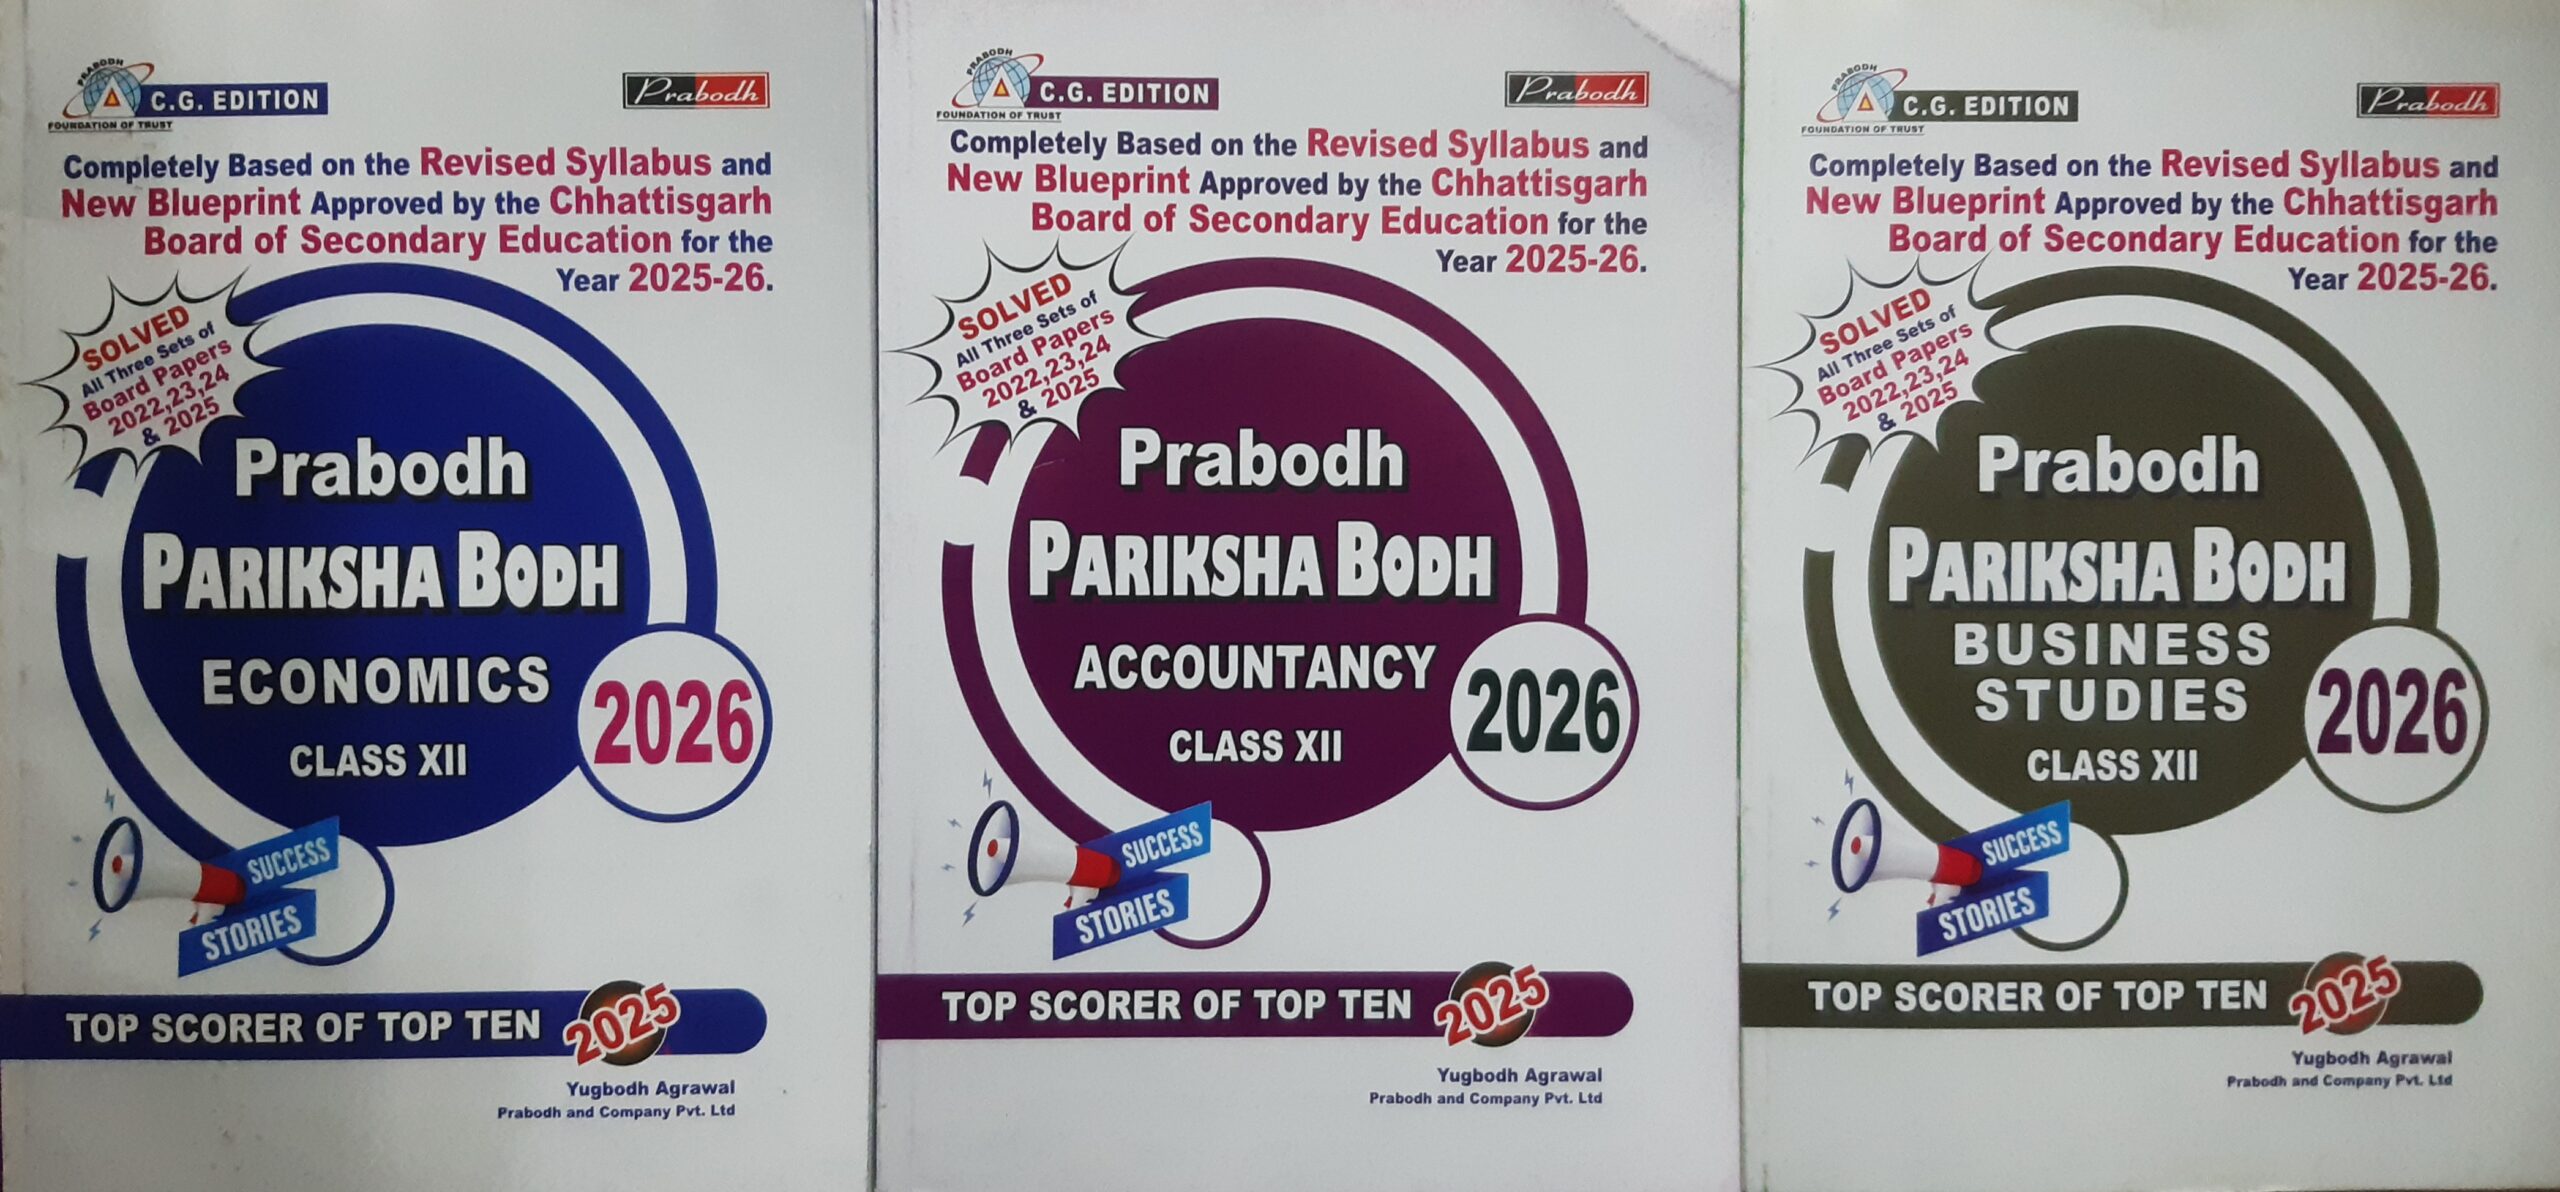 PRABODH
C.G. EDITION
FOUNDATION OF TRUST
Prabodh
Completely Based on the Revised Syllabus and
New Blueprint Approved by the Chhattisgarh
Board of Secondary Education for the
Year 2025-26.
SOLVED
All Three Sets of
Board Papers
2022,23,24
& 2025
Prabodh
PARIKSHA BODH
ECONOMICS
CLASS XII
2026
SUCCESS
STORIES
TOP SCORER OF TOP TEN 2025
Yugbodh Agrawal
Prabodh and Company Pvt. Ltd
PRABODH
C.G. EDITION
FOUNDATION OF TRUST
Prabodh
Completely Based on the Revised Syllabus and
New Blueprint Approved by the Chhattisgarh
Board of Secondary Education for the
Year 2025-26.
SOLVED
All Three Sets of
Board Papers
2022,23,24
& 2025
Prabodh
PARIKSHA BODH
ACCOUNTANCY
CLASS XII
2026
SUCCESS
STORIES
TOP SCORER OF TOP TEN 2025
Yugbodh Agrawal
Prabodh and Company Pvt. Ltd
PRABODH
C.G. EDITION
FOUNDATION OF TRUST
Prabodh
Completely Based on the Revised Syllabus and
New Blueprint Approved by the Chhattisgarh
Board of Secondary Education for the
Year 2025-26.
SOLVED
All Three Sets of
Board Papers
2022,23,24
& 2025
Prabodh
PARIKSHA BODH
BUSINESS
STUDIES
CLASS XII
2026
SUCCESS
STORIES
TOP SCORER OF TOP TEN 2025
Yugbodh Agrawal
Prabodh and Company Pvt. Ltd